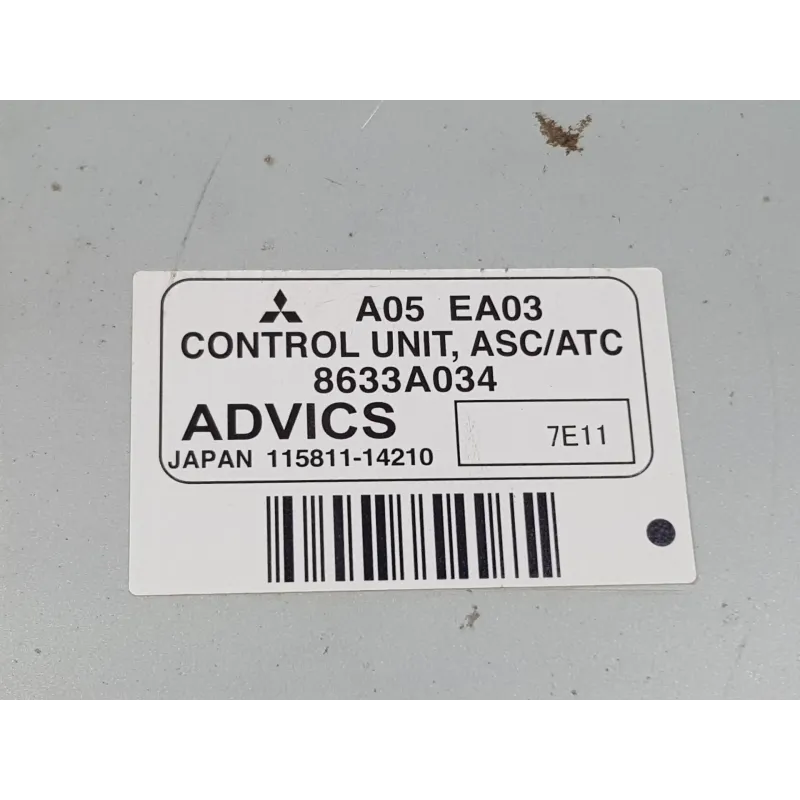 A05 EA03
CONTROL UNIT, ASC/ATC
8633A034
ADVICS
7E11
JAPAN 115811-14210